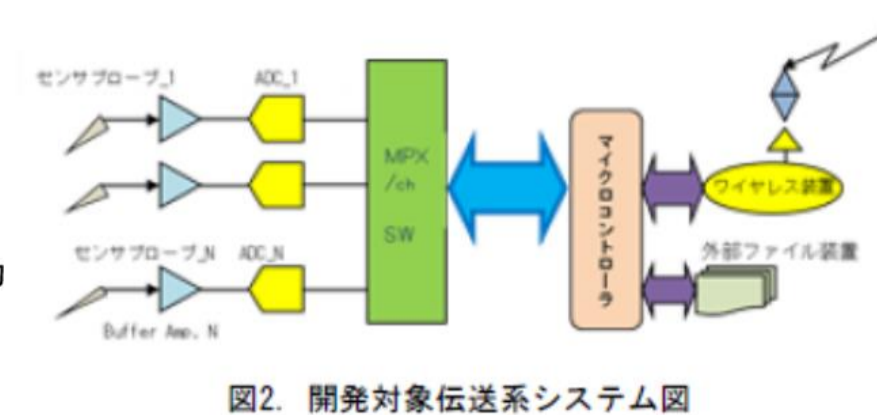 センサプローブ_1 ADC_1
MPX
/ch
SW
マイクロコントローラ
ワイヤレス装置
外部ファイル装置
センサプローブ_N ADC_N
Buffer Amp. N
図2. 開発対象伝送系システム図